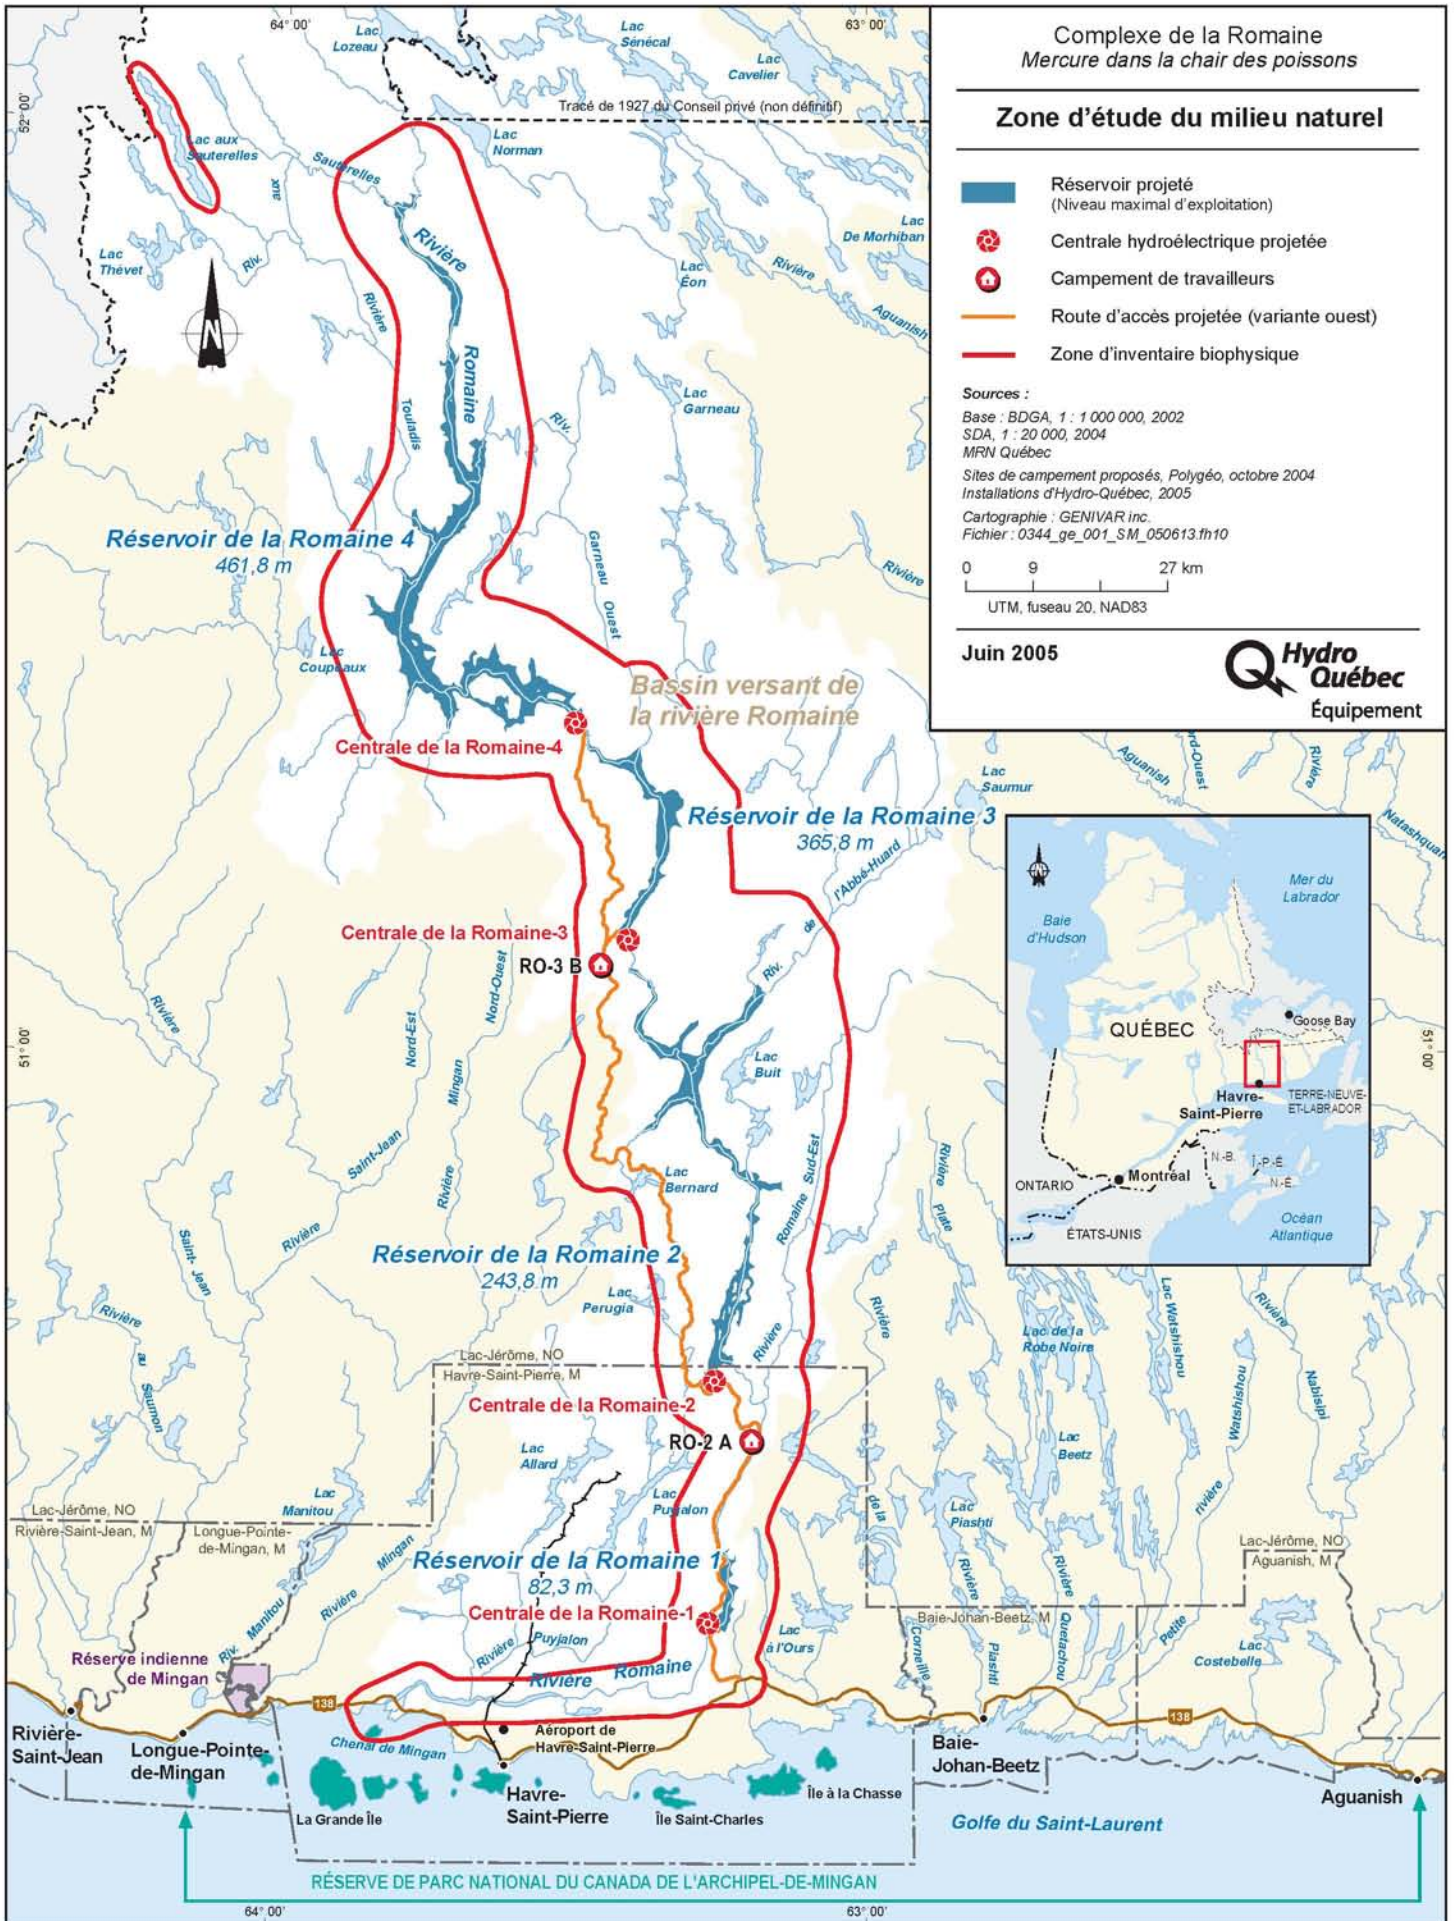 64° 00'
63° 00'
52° 00'
Lac
Lozeau
Lac
Sénécal
Lac
Cavelier
Tracé de 1927 du Conseil privé (non définitif)
Lac aux
Sauterelles
Sauterelles
aux
Riv.
Lac
Norman
Lac
Thévet
Rivière
Romaine
Rivière
Touladis
Lac
Éon
Lac
De Morhiban
Rivière
Aguanish
Lac
Garneau
Riv.
Garneau
Ouest
Rivière
Réservoir de la Romaine 4
461,8 m
Lac
Coupeaux
Bassin versant de
la rivière Romaine
Centrale de la Romaine-4
Réservoir de la Romaine 3
365,8 m
Riv.
de
l'Abbé-Huard
Lac
Saumur
Aguanish
Rivière
Natashquan
Centrale de la Romaine-3
RO-3 B
Rivière
Nord-Est
Nord-Ouest
Mingan
Rivière
Saint-Jean
Rivière
51° 00'
51° 00'
Lac
Buit
Lac
Bernard
Romaine Sud-Est
Rivière
Réservoir de la Romaine 2
243,8 m
Lac
Perugia
Saint-Jean
Rivière
au
Saumon
Lac-Jérôme, NO
Havre-Saint-Pierre, M
Centrale de la Romaine-2
RO-2 A
Lac
Allard
Lac
Puyjalon
Lac
Manitou
Lac-Jérôme, NO
Rivière-Saint-Jean, M
Longue-Pointe-
de-Mingan, M
Rivière Mingan
Riv. Manitou
Réservoir de la Romaine 1
82,3 m
Centrale de la Romaine-1
Rivière Puyjalon
Rivière Romaine
Lac
à l'Ours
Réserve indienne
de Mingan
138
Rivière-
Saint-Jean
Longue-Pointe-
de-Mingan
Chenal de Mingan
Aéroport de
Havre-Saint-Pierre
Havre-
Saint-Pierre
La Grande Île
Île Saint-Charles
Île à la Chasse
Rivière
Plate
Rivière
de la
Corneille
Lac de la
Robe Noire
Lac Watshishou
Rivière
Nabisipi
Watshishou
rivière
Petite
Lac
Beetz
Lac
Piashti
Rivière
Piashti
Rivière
Quetachou
Lac-Jérôme, NO
Aguanish, M
Baie-Johan-Beetz, M
Lac
Costebelle
138
Baie-
Johan-Beetz
Aguanish
Golfe du Saint-Laurent
RÉSERVE DE PARC NATIONAL DU CANADA DE L'ARCHIPEL-DE-MINGAN
64° 00'
63° 00'
Complexe de la Romaine
Mercure dans la chair des poissons
Zone d'étude du milieu naturel
Réservoir projeté
(Niveau maximal d'exploitation)
Centrale hydroélectrique projetée
Campement de travailleurs
Route d'accès projetée (variante ouest)
Zone d'inventaire biophysique
Sources :
Base : BDGA, 1 : 1 000 000, 2002
SDA, 1 : 20 000, 2004
MRN Québec
Sites de campement proposés, Polygéo, octobre 2004
Installations d'Hydro-Québec, 2005
Cartographie : GENIVAR inc.
Fichier : 0344_ge_001_SM_050613.fh10
0 9 27 km
UTM, fuseau 20, NAD83
Juin 2005
Hydro
Québec
Équipement
Mer du
Labrador
Baie
d'Hudson
QUÉBEC
Goose Bay
Havre-
Saint-Pierre
TERRE-NEUVE-
ET-LABRADOR
N.-B.
Î.-P.-É.
N.-É.
Montréal
ONTARIO
ÉTATS-UNIS
Océan
Atlantique
N